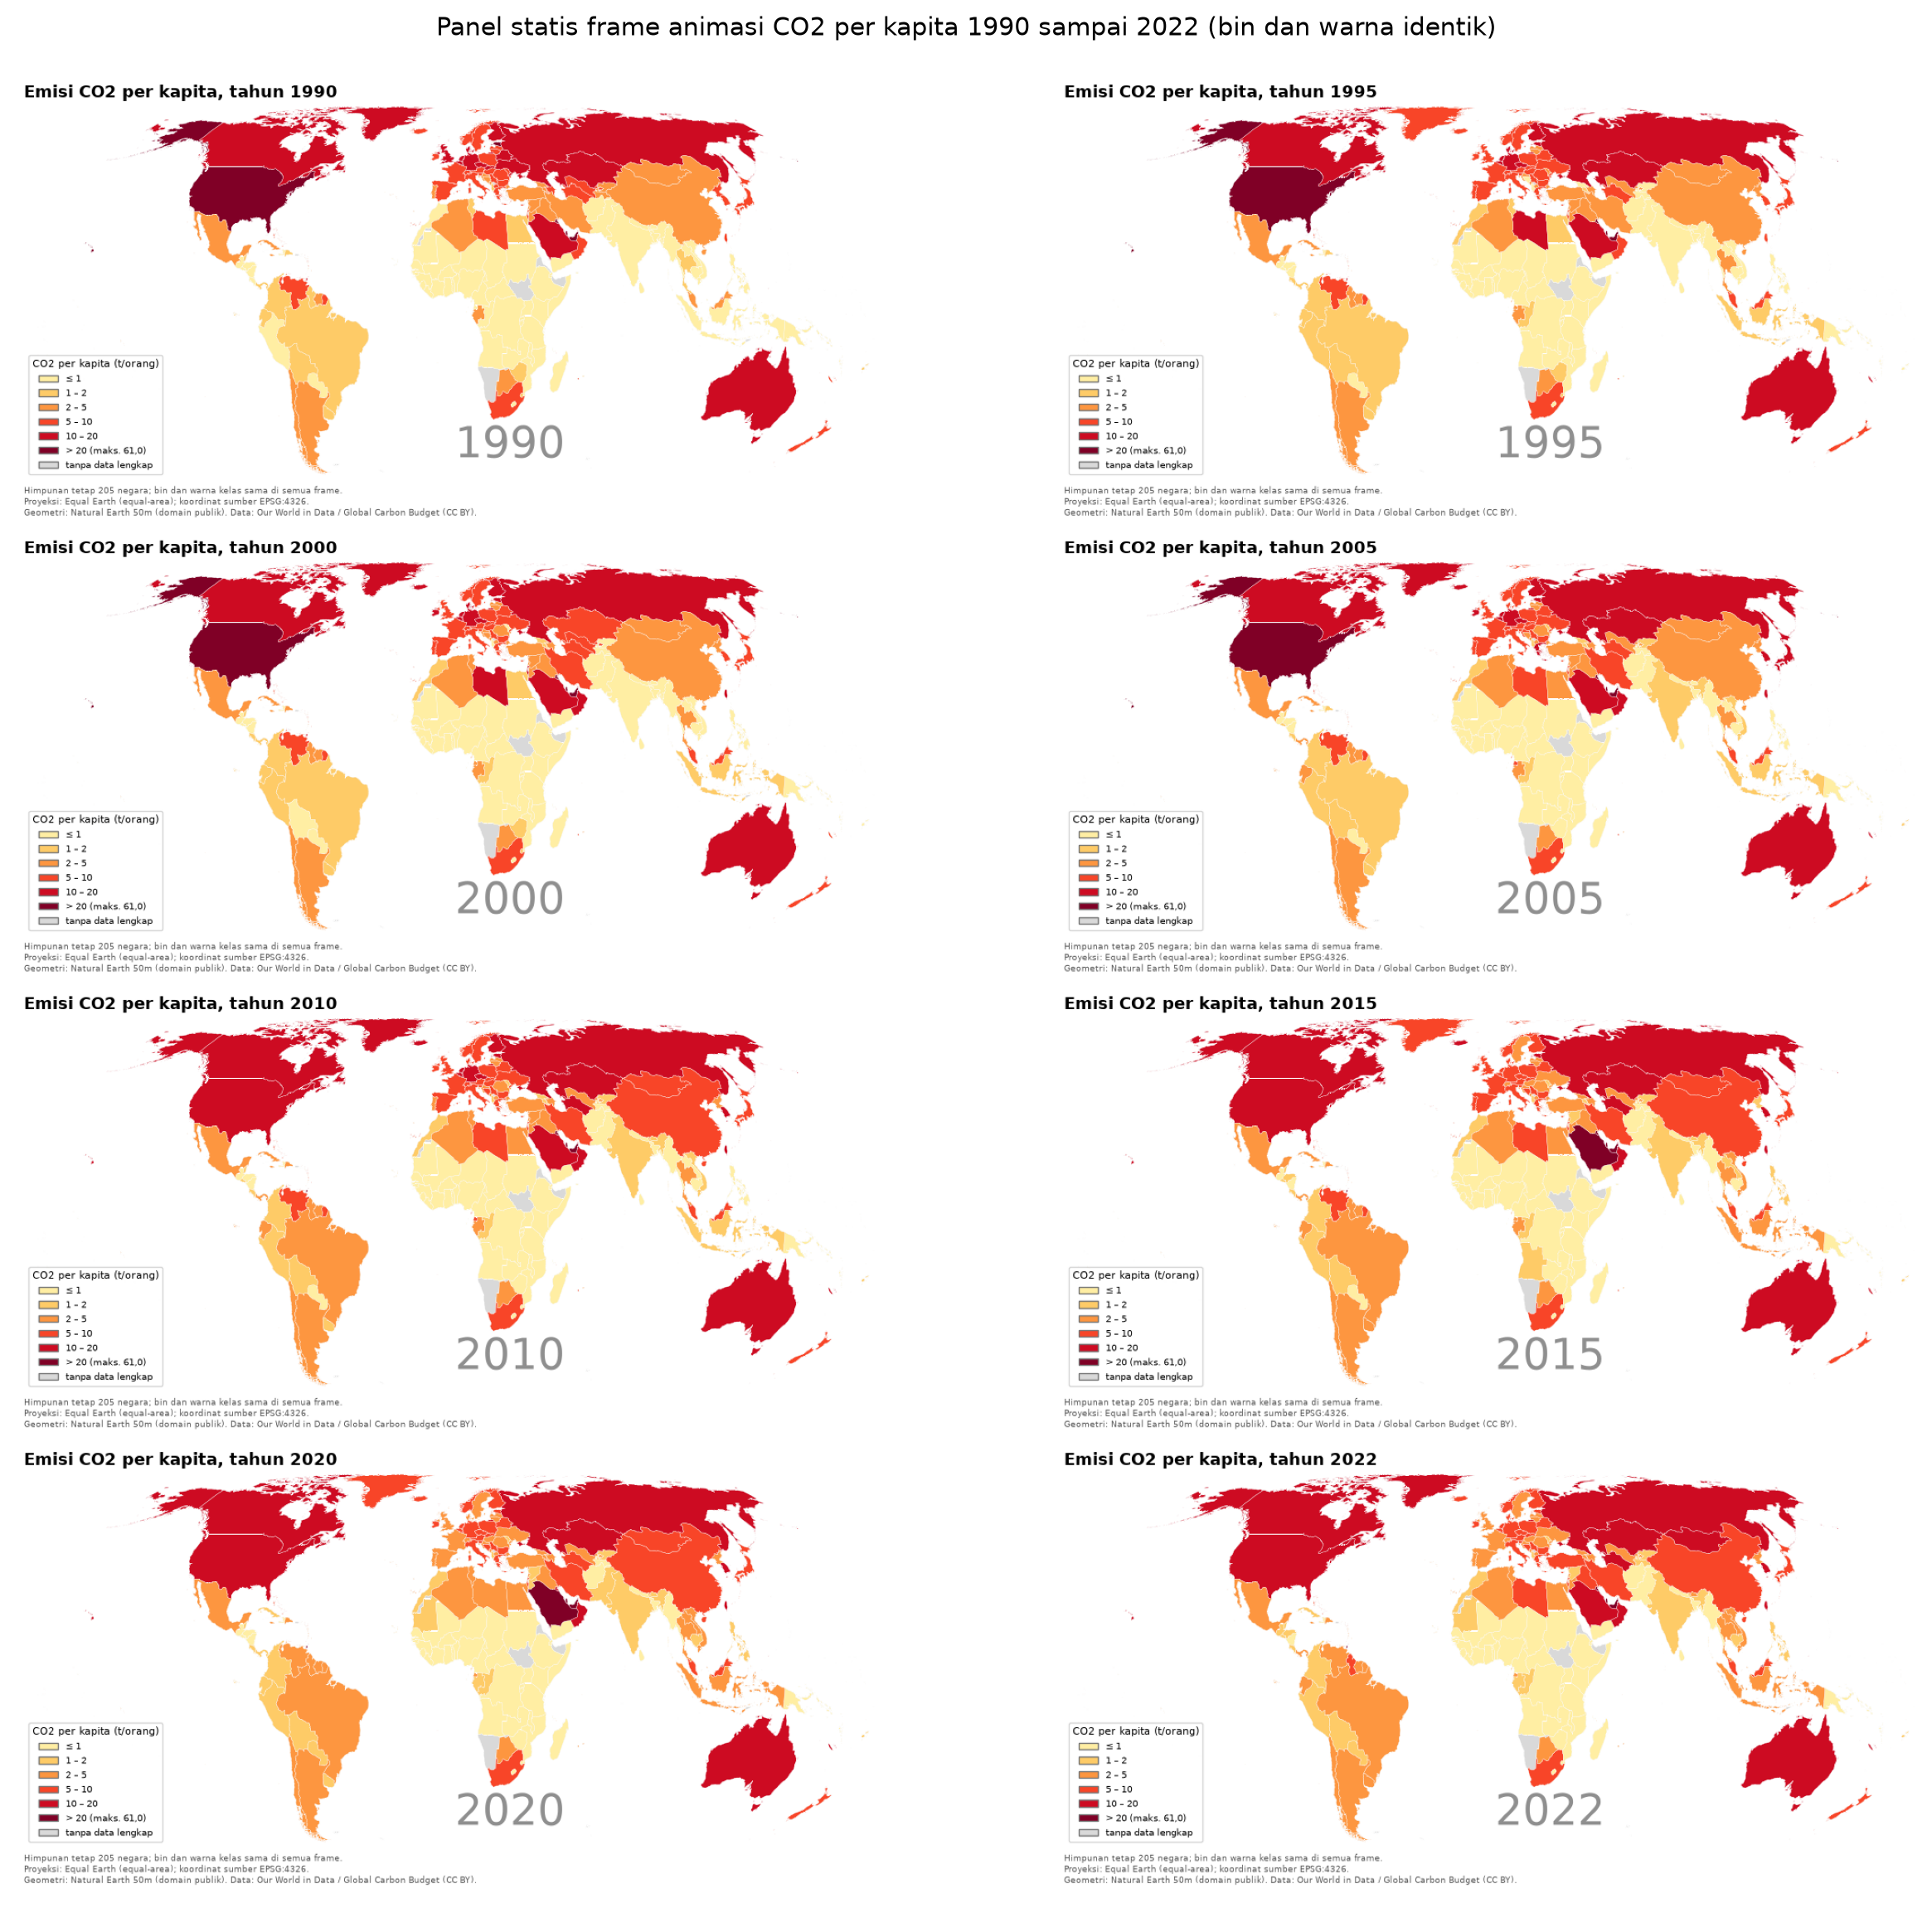 Panel statis frame animasi CO2 per kapita 1990 sampai 2022 (bin dan warna identik)
Emisi CO2 per kapita, tahun 1990
CO2 per kapita (t/orang)
≤ 1
1 – 2
2 – 5
5 – 10
10 – 20
> 20 (maks. 61,0)
tanpa data lengkap
1990
Himpunan tetap 205 negara; bin dan warna kelas sama di semua frame.
Proyeksi: Equal Earth (equal-area); koordinat sumber EPSG:4326.
Geometri: Natural Earth 50m (domain publik). Data: Our World in Data / Global Carbon Budget (CC BY).
Emisi CO2 per kapita, tahun 1995
CO2 per kapita (t/orang)
≤ 1
1 – 2
2 – 5
5 – 10
10 – 20
> 20 (maks. 61,0)
tanpa data lengkap
1995
Himpunan tetap 205 negara; bin dan warna kelas sama di semua frame.
Proyeksi: Equal Earth (equal-area); koordinat sumber EPSG:4326.
Geometri: Natural Earth 50m (domain publik). Data: Our World in Data / Global Carbon Budget (CC BY).
Emisi CO2 per kapita, tahun 2000
CO2 per kapita (t/orang)
≤ 1
1 – 2
2 – 5
5 – 10
10 – 20
> 20 (maks. 61,0)
tanpa data lengkap
2000
Himpunan tetap 205 negara; bin dan warna kelas sama di semua frame.
Proyeksi: Equal Earth (equal-area); koordinat sumber EPSG:4326.
Geometri: Natural Earth 50m (domain publik). Data: Our World in Data / Global Carbon Budget (CC BY).
Emisi CO2 per kapita, tahun 2005
CO2 per kapita (t/orang)
≤ 1
1 – 2
2 – 5
5 – 10
10 – 20
> 20 (maks. 61,0)
tanpa data lengkap
2005
Himpunan tetap 205 negara; bin dan warna kelas sama di semua frame.
Proyeksi: Equal Earth (equal-area); koordinat sumber EPSG:4326.
Geometri: Natural Earth 50m (domain publik). Data: Our World in Data / Global Carbon Budget (CC BY).
Emisi CO2 per kapita, tahun 2010
CO2 per kapita (t/orang)
≤ 1
1 – 2
2 – 5
5 – 10
10 – 20
> 20 (maks. 61,0)
tanpa data lengkap
2010
Himpunan tetap 205 negara; bin dan warna kelas sama di semua frame.
Proyeksi: Equal Earth (equal-area); koordinat sumber EPSG:4326.
Geometri: Natural Earth 50m (domain publik). Data: Our World in Data / Global Carbon Budget (CC BY).
Emisi CO2 per kapita, tahun 2015
CO2 per kapita (t/orang)
≤ 1
1 – 2
2 – 5
5 – 10
10 – 20
> 20 (maks. 61,0)
tanpa data lengkap
2015
Himpunan tetap 205 negara; bin dan warna kelas sama di semua frame.
Proyeksi: Equal Earth (equal-area); koordinat sumber EPSG:4326.
Geometri: Natural Earth 50m (domain publik). Data: Our World in Data / Global Carbon Budget (CC BY).
Emisi CO2 per kapita, tahun 2020
CO2 per kapita (t/orang)
≤ 1
1 – 2
2 – 5
5 – 10
10 – 20
> 20 (maks. 61,0)
tanpa data lengkap
2020
Himpunan tetap 205 negara; bin dan warna kelas sama di semua frame.
Proyeksi: Equal Earth (equal-area); koordinat sumber EPSG:4326.
Geometri: Natural Earth 50m (domain publik). Data: Our World in Data / Global Carbon Budget (CC BY).
Emisi CO2 per kapita, tahun 2022
CO2 per kapita (t/orang)
≤ 1
1 – 2
2 – 5
5 – 10
10 – 20
> 20 (maks. 61,0)
tanpa data lengkap
2022
Himpunan tetap 205 negara; bin dan warna kelas sama di semua frame.
Proyeksi: Equal Earth (equal-area); koordinat sumber EPSG:4326.
Geometri: Natural Earth 50m (domain publik). Data: Our World in Data / Global Carbon Budget (CC BY).